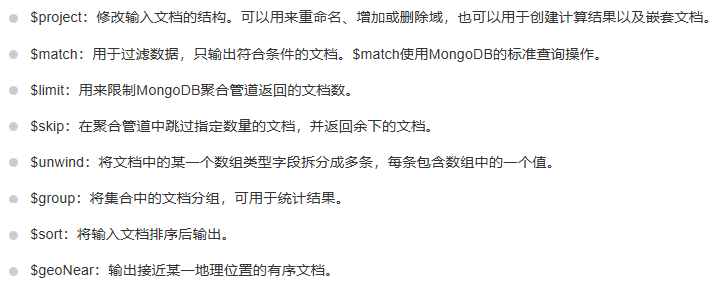 $project：修改输入文档的结构。可以用来重命名、增加或删除域，也可以用于创建计算结果以及嵌套文档。
$match：用于过滤数据，只输出符合条件的文档。$match使用MongoDB的标准查询操作。
$limit：用来限制MongoDB聚合管道返回的文档数。
$skip：在聚合管道中跳过指定数量的文档，并返回余下的文档。
$unwind：将文档中的某一个数组类型字段拆分成多条，每条包含数组中的一个值。
$group：将集合中的文档分组，可用于统计结果。
$sort：将输入文档排序后输出。
$geoNear：输出接近某一地理位置的有序文档。